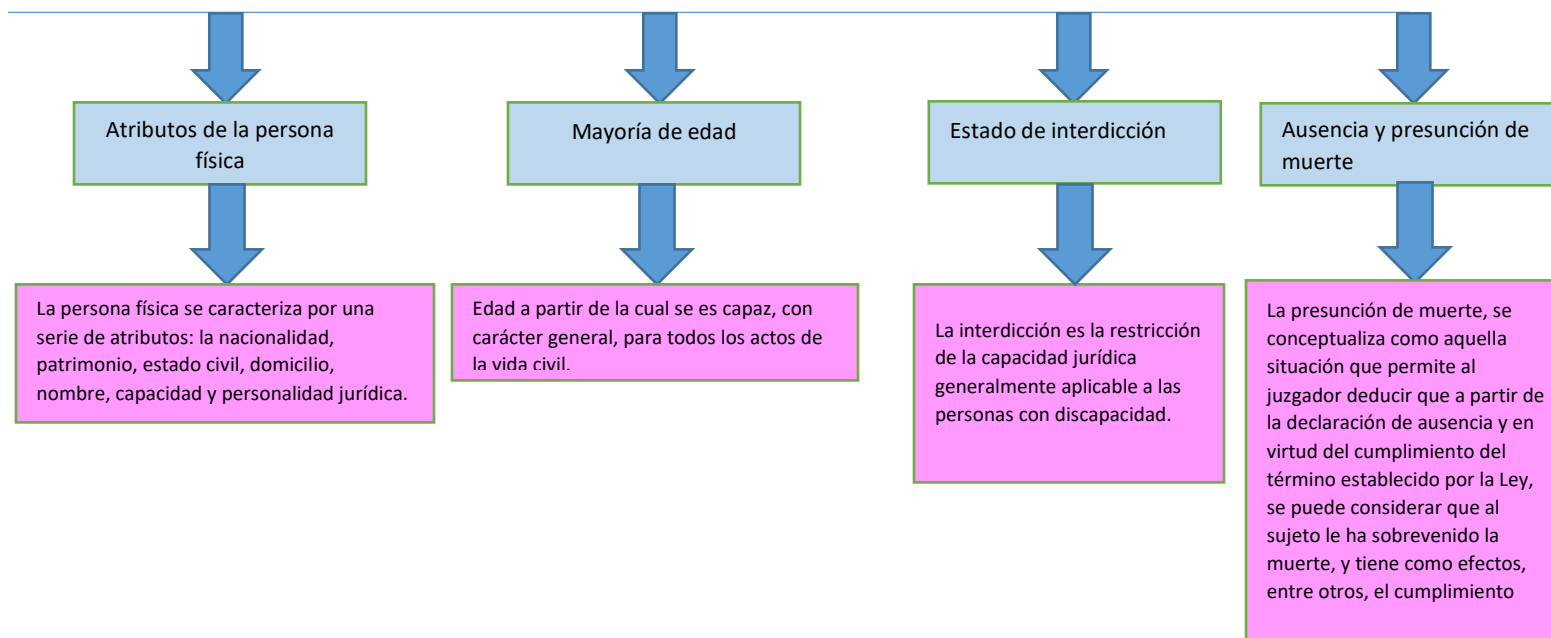 Atributos de la persona
física
Mayoría de edad
Estado de interdicción
Ausencia y presunción de
muerte
La persona física se caracteriza por una
serie de atributos: la nacionalidad,
patrimonio, estado civil, domicilio,
nombre, capacidad y personalidad jurídica.
Edad a partir de la cual se es capaz, con
carácter general, para todos los actos de
la vida civil.
La interdicción es la restricción
de la capacidad jurídica
generalmente aplicable a las
personas con discapacidad.
La presunción de muerte, se
conceptualiza como aquella
situación que permite al
juzgador deducir que a partir de
la declaración de ausencia y en
virtud del cumplimiento del
término establecido por la Ley,
se puede considerar que al
sujeto le ha sobrevenido la
muerte, y tiene como efectos,
entre otros, el cumplimiento